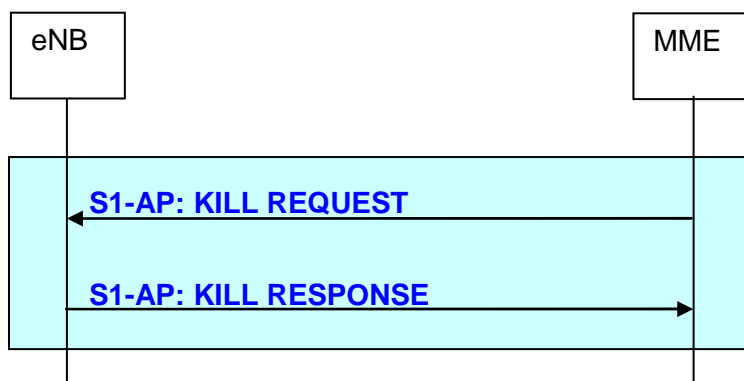 eNB
MME
S1-AP: KILL REQUEST
S1-AP: KILL RESPONSE